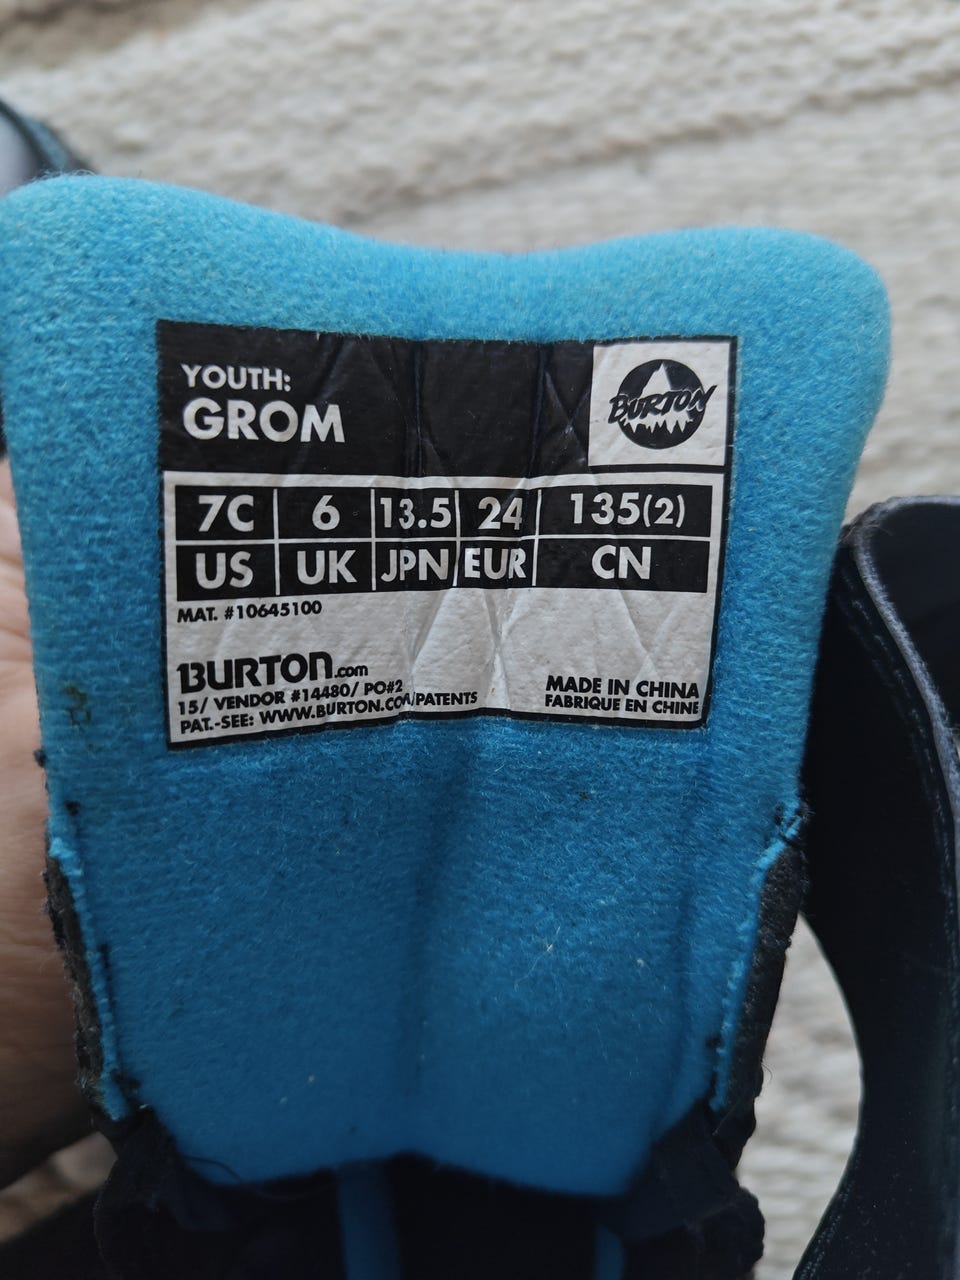 YOUTH:
GROM
BURTON
7C 6 13.5 24 135(2)
US UK JPN EUR CN
MAT. #10645100
BURTON.com
15/ VENDOR #14480/ PO#2
PAT.-SEE: WWW.BURTON.COM/PATENTS
MADE IN CHINA
FABRIQUE EN CHINE